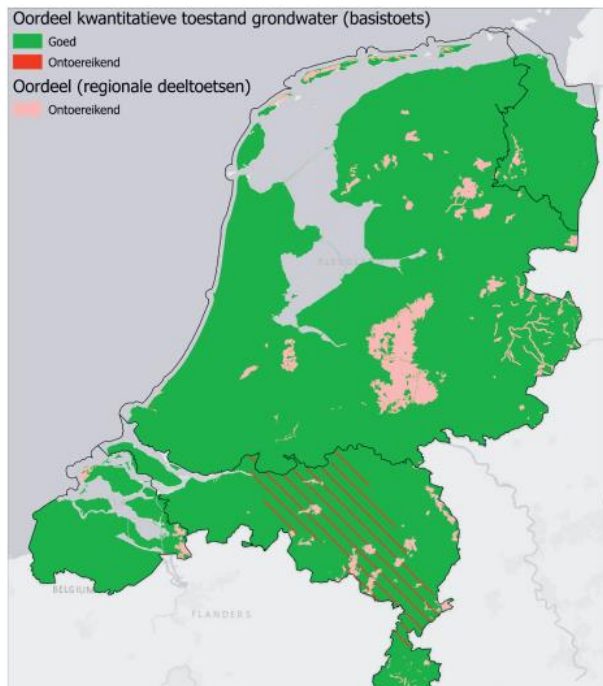 Oordeel kwantitatieve toestand grondwater (basistoets)
Goed
Ontoereikend
Oordeel (regionale deeltoetsen)
Ontoereikend
BELGIUM
FLANDERS